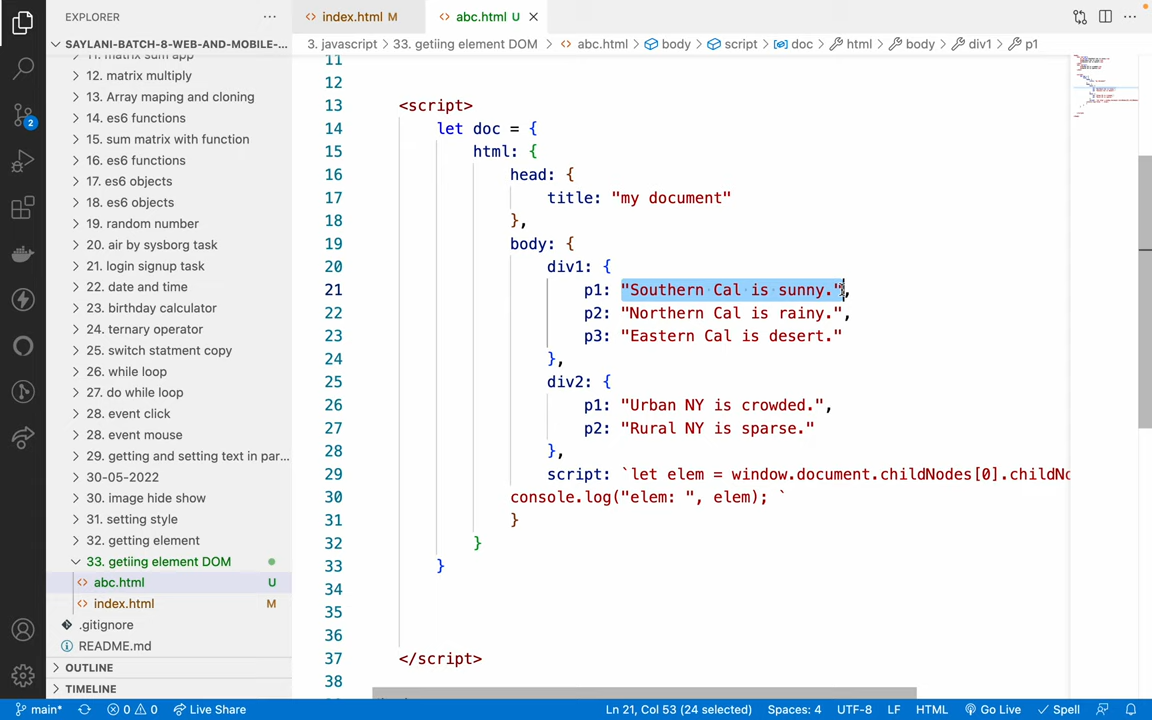 EXPLORER
index.html M
abc.html U
SAYLANI-BATCH-8-WEB-AND-MOBILE-...
3. javascript > 33. getiing element DOM > abc.html > body > script > doc > html > body > div1 > p1
11. matrix sum app
12. matrix multiply
13. Array maping and cloning
14. es6 functions
15. sum matrix with function
16. es6 functions
17. es6 objects
18. es6 objects
19. random number
20. air by sysborg task
21. login signup task
22. date and time
23. birthday calculator
24. ternary operator
25. switch statment copy
26. while loop
27. do while loop
28. event click
28. event mouse
29. getting and setting text in par...
30-05-2022
30. image hide show
31. setting style
32. getting element
33. getiing element DOM
abc.html U
index.html M
.gitignore
README.md
OUTLINE
TIMELINE
2
11
12
13 <script>
14 let doc = {
15 html: {
16 head: {
17 title: "my document"
18 },
19 body: {
20 div1: {
21 p1: "Southern Cal is sunny.",
22 p2: "Northern Cal is rainy.",
23 p3: "Eastern Cal is desert."
24 },
25 div2: {
26 p1: "Urban NY is crowded.",
27 p2: "Rural NY is sparse."
28 },
29 script: `let elem = window.document.childNodes[0].childNo
30 console.log("elem: ", elem); `
31 }
32 }
33 }
34
35
36
37 </script>
38
main* 0 0 Live Share Ln 21, Col 53 (24 selected) Spaces: 4 UTF-8 LF HTML Go Live Spell